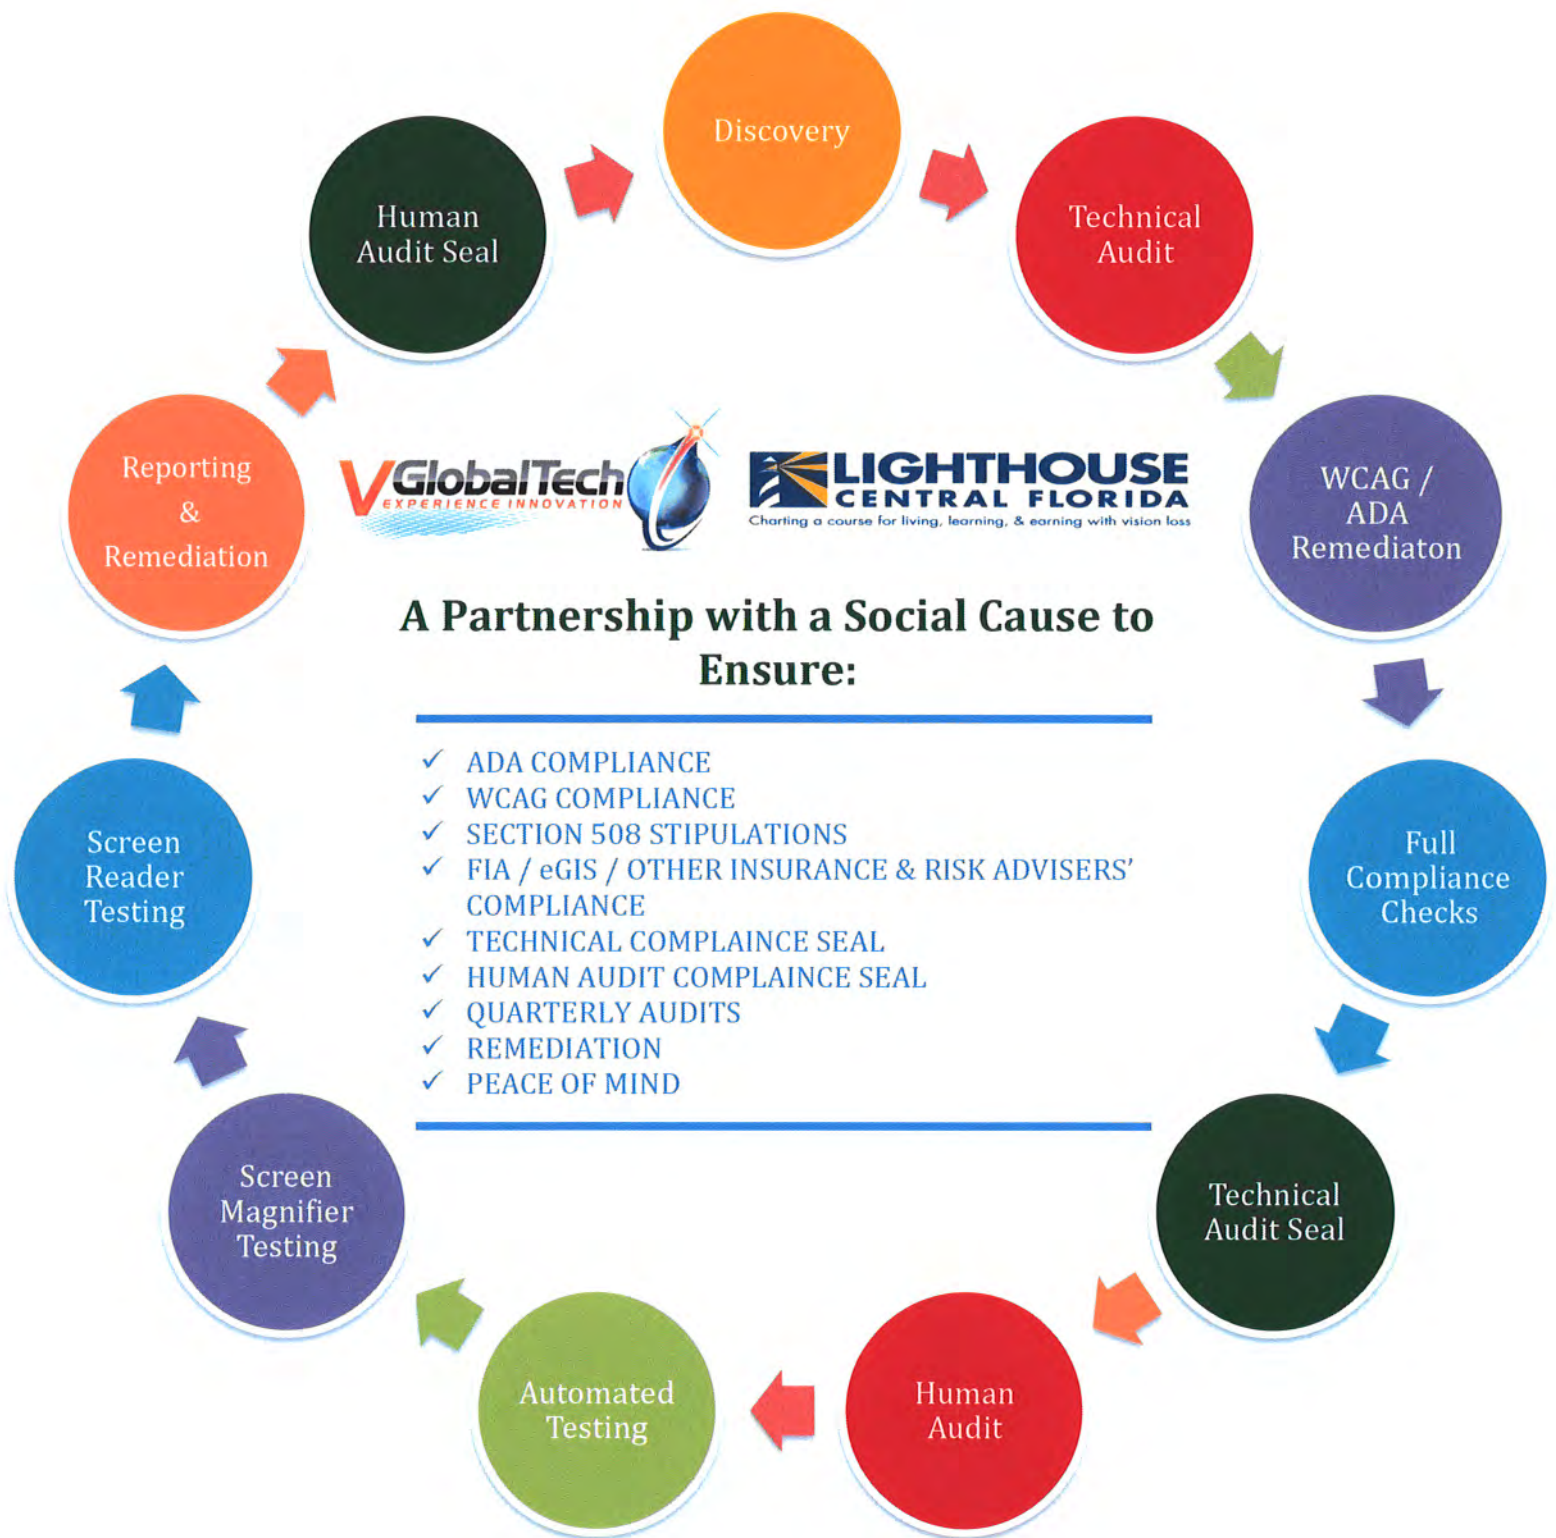 Discovery
Technical
Audit
WCAG /
ADA
Remediaton
Full
Compliance
Checks
Technical
Audit Seal
Human
Audit
Automated
Testing
Screen
Magnifier
Testing
Screen
Reader
Testing
Reporting
&
Remediation
Human
Audit Seal
VGlobalTech
EXPERIENCE INNOVATION
LIGHTHOUSE
CENTRAL FLORIDA
Charting a course for living, learning, & earning with vision loss
A Partnership with a Social Cause to
Ensure:
✓ ADA COMPLIANCE
✓ WCAG COMPLIANCE
✓ SECTION 508 STIPULATIONS
✓ FIA / eGIS / OTHER INSURANCE & RISK ADVISERS’
COMPLIANCE
✓ TECHNICAL COMPLAINCE SEAL
✓ HUMAN AUDIT COMPLAINCE SEAL
✓ QUARTERLY AUDITS
✓ REMEDIATION
✓ PEACE OF MIND